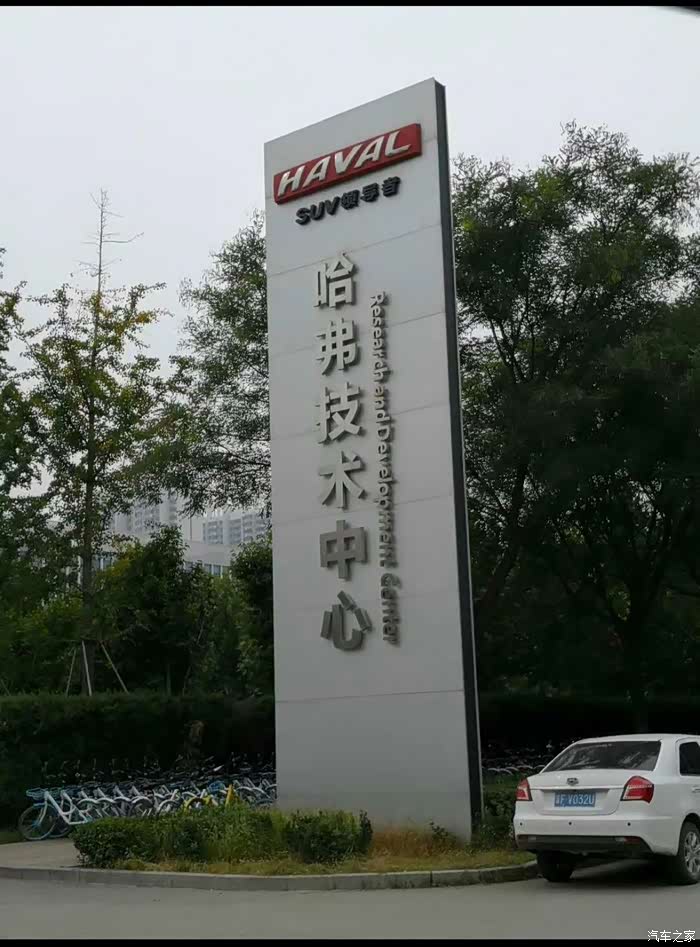 HAVAL
SUV领导者
哈弗技术中心
Research and Development Center
V032U
汽车之家